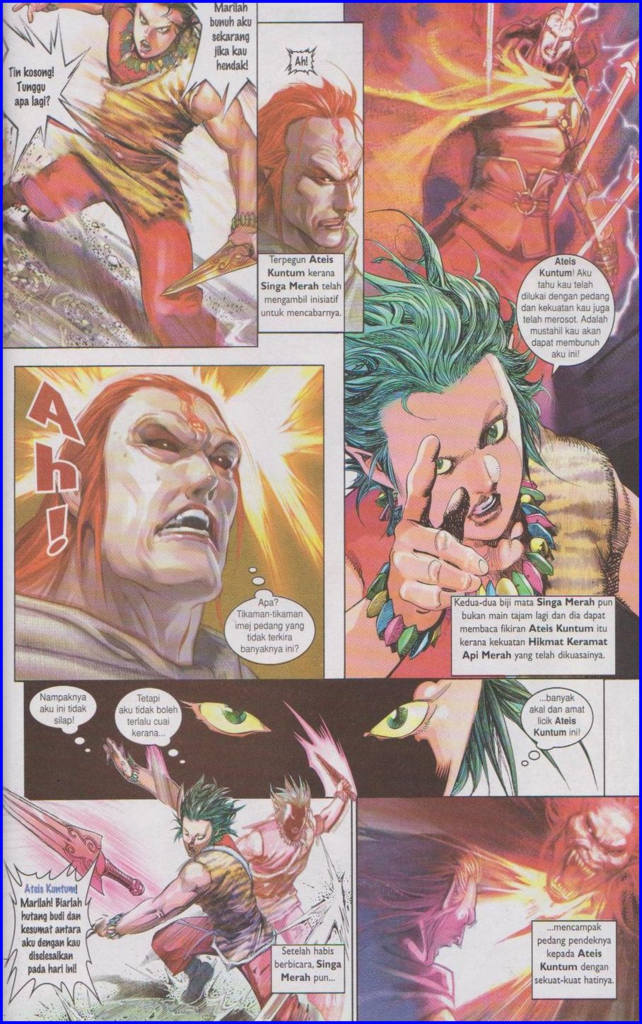 Tin kosong!
Tunggu
apa lagi?
Marilah
bunuh aku
sekarang
jika kau
hendak!
Ah!
Terpegun Ateis
Kuntum kerana
Singa Merah telah
mengambil inisiatif
untuk mencabarnya.
Ateis
Kuntum! Aku
tahu kau telah
dilukai dengan pedang
dan kekuatan kau juga
telah merosot. Adalah
mustahil kau akan
dapat membunuh
aku ini!
Ah!
Apa?
Tikaman-tikaman
imej pedang yang
tidak terkira
banyaknya ini?
Kedua-dua biji mata Singa Merah pun
bukan main tajam lagi dan dia dapat
membaca fikiran Ateis Kuntum itu
kerana kekuatan Hikmat Keramat
Api Merah yang telah dikuasainya.
Nampaknya
aku ini tidak
silap!
Tetapi
aku tidak boleh
terlalu cuai
kerana...
...banyak
akal dan amat
licik Ateis
Kuntum ini!
Ateis Kuntum!
Marilah! Biarlah
hutang budi dan
kesumat antara
aku dengan kau
diselesaikan
pada hari ini!
Setelah habis
berbicara, Singa
Merah pun...
...mencampak
pedang pendeknya
kepada Ateis
Kuntum dengan
sekuat-kuat hatinya.